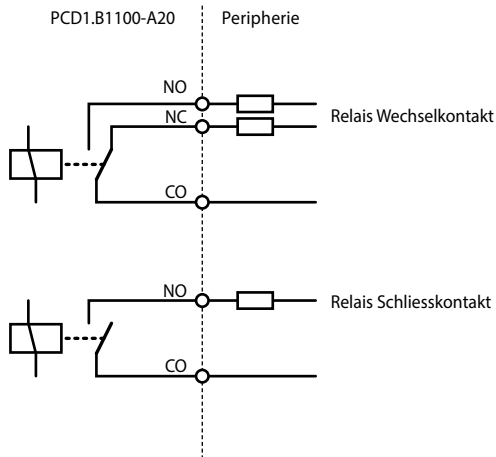 PCD1.B1100-A20 Peripherie
NO
NC
Relais Wechselkontakt
CO
NO
Relais Schliesskontakt
CO